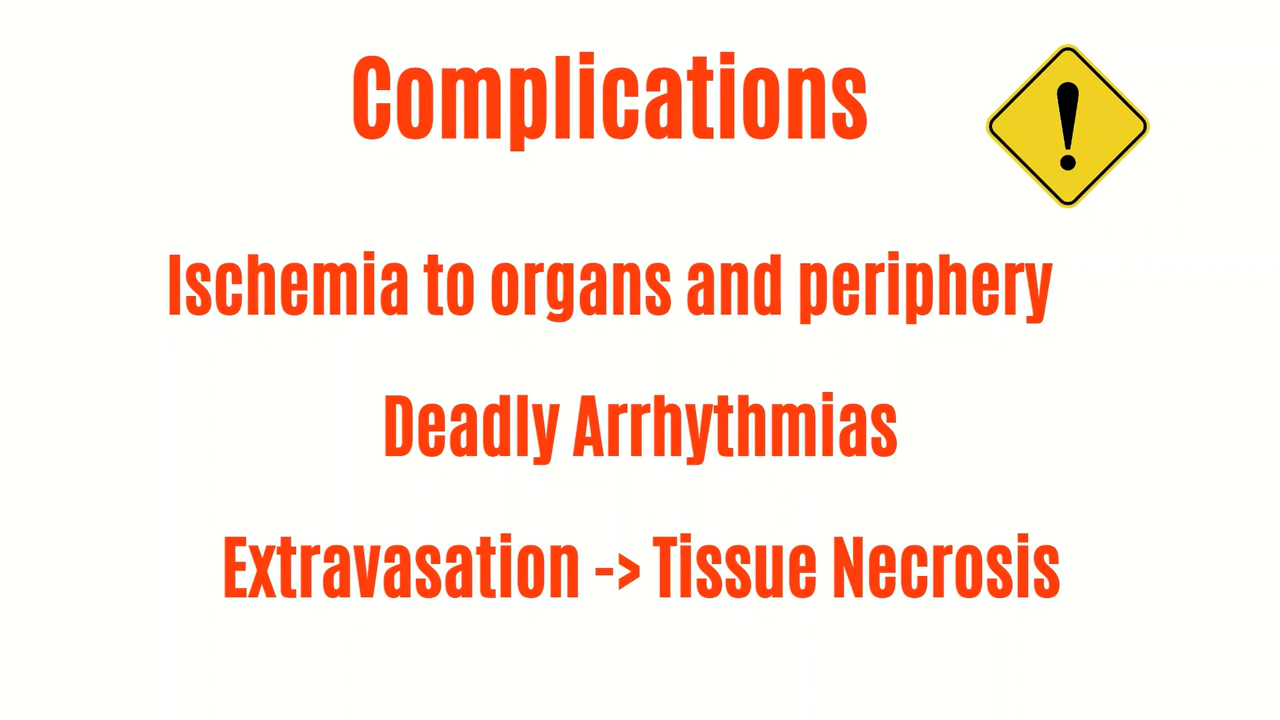 Complications
Ischemia to organs and periphery
Deadly Arrhythmias
Extravasation -> Tissue Necrosis